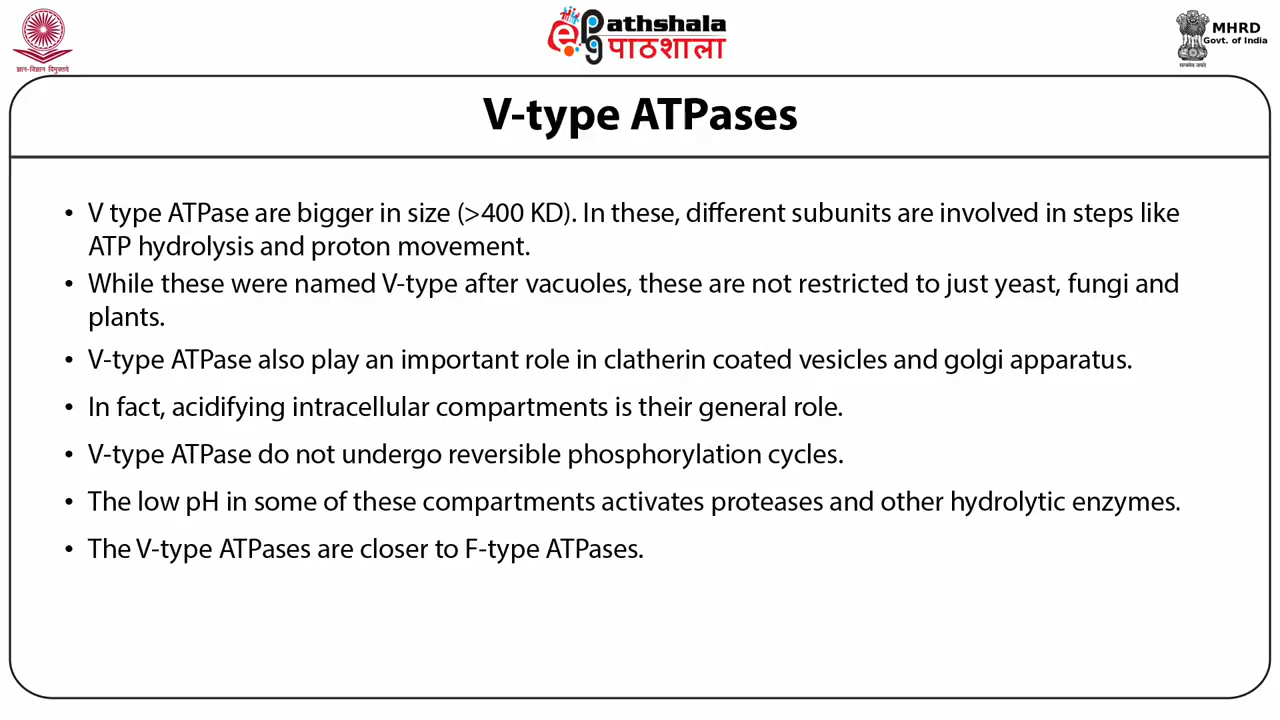 ज्ञान-विज्ञान विमुक्तये
ePathshala
पाठशाला
MHRD
Govt. of India
सत्यमेव जयते
V-type ATPases
• V type ATPase are bigger in size (>400 KD). In these, different subunits are involved in steps like
ATP hydrolysis and proton movement.
• While these were named V-type after vacuoles, these are not restricted to just yeast, fungi and
plants.
• V-type ATPase also play an important role in clatherin coated vesicles and golgi apparatus.
• In fact, acidifying intracellular compartments is their general role.
• V-type ATPase do not undergo reversible phosphorylation cycles.
• The low pH in some of these compartments activates proteases and other hydrolytic enzymes.
• The V-type ATPases are closer to F-type ATPases.